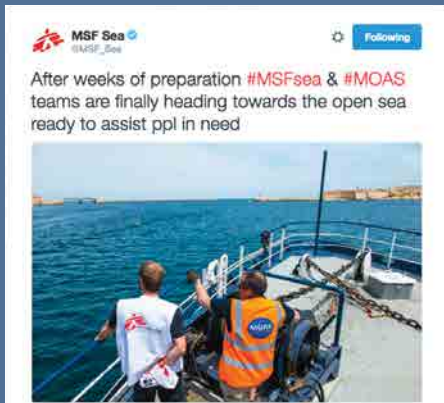 MSF Sea
@MSF_Sea
Following
After weeks of preparation #MSFsea & #MOAS
teams are finally heading towards the open sea
ready to assist ppl in need
MOAS